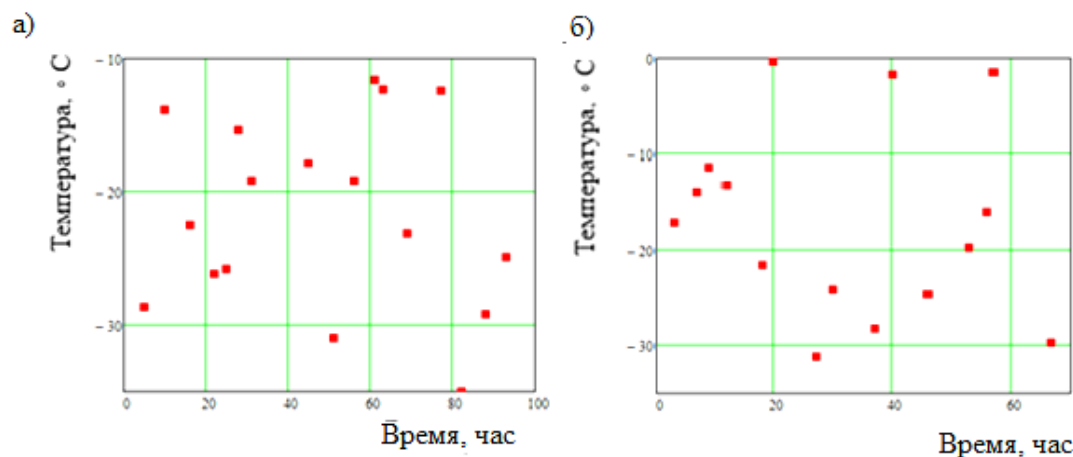 а)
Температура, ° С
– 10
– 20
– 30
0 20 40 60 80 100
Время, час
б)
Температура, ° С
0
– 10
– 20
– 30
0 20 40 60
Время, час